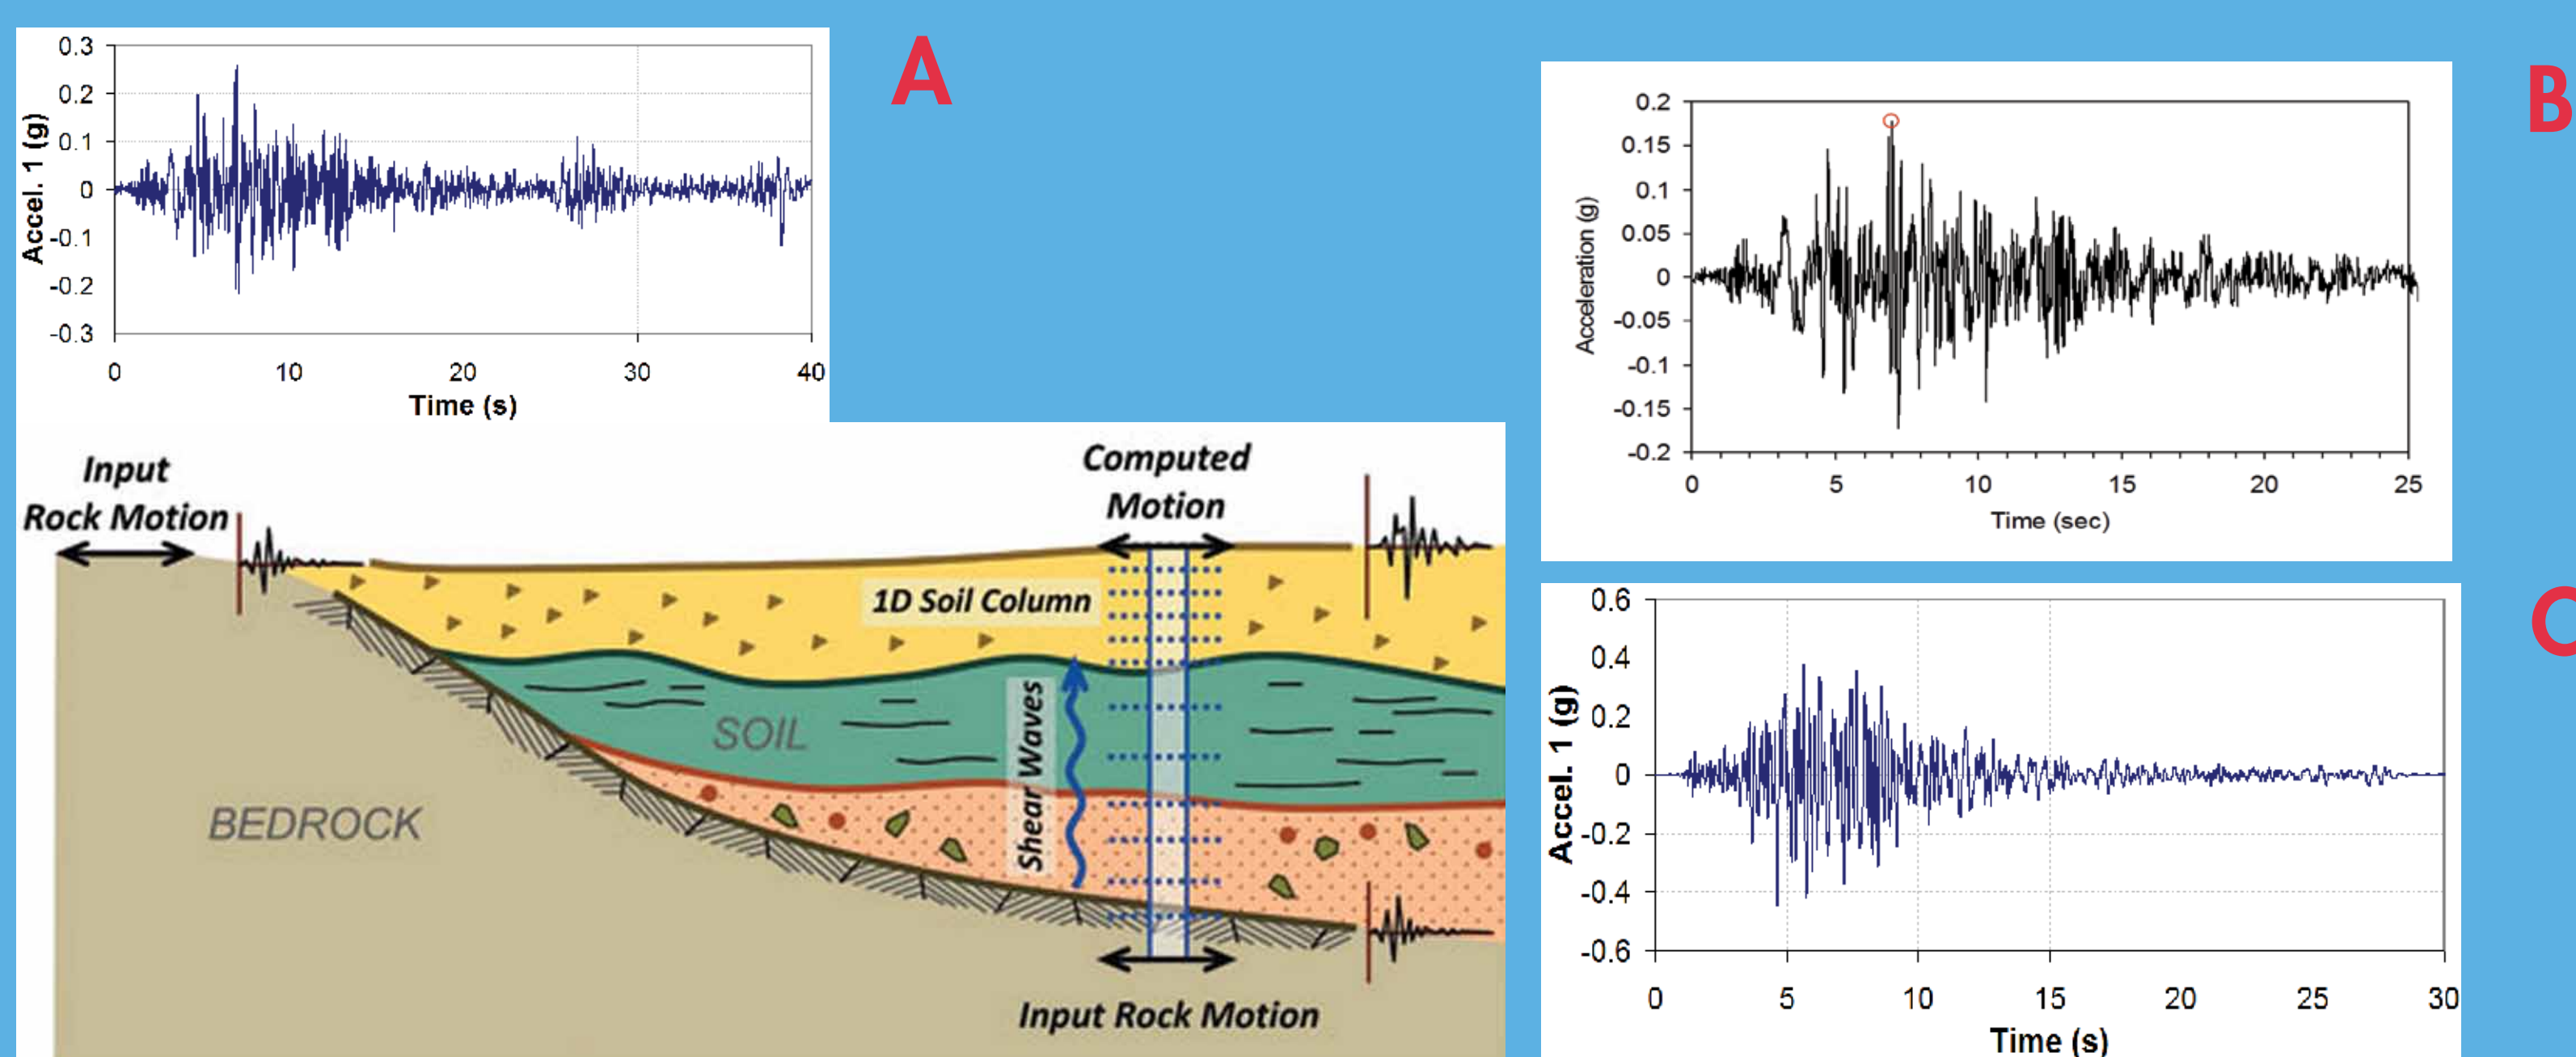 0.3
0.2
0.1
0
-0.1
-0.2
-0.3
Accel. 1 (g)
0 10 20 30 40
Time (s)
A
B
0.2
0.15
0.1
0.05
0
-0.05
-0.1
-0.15
-0.2
Acceleration (g)
0 5 10 15 20 25
Time (sec)
Input
Rock Motion
Computed
Motion
1D Soil Column
SOIL
Shear Waves
BEDROCK
Input Rock Motion
C
0.6
0.4
0.2
0
-0.2
-0.4
-0.6
Accel. 1 (g)
0 5 10 15 20 25 30
Time (s)